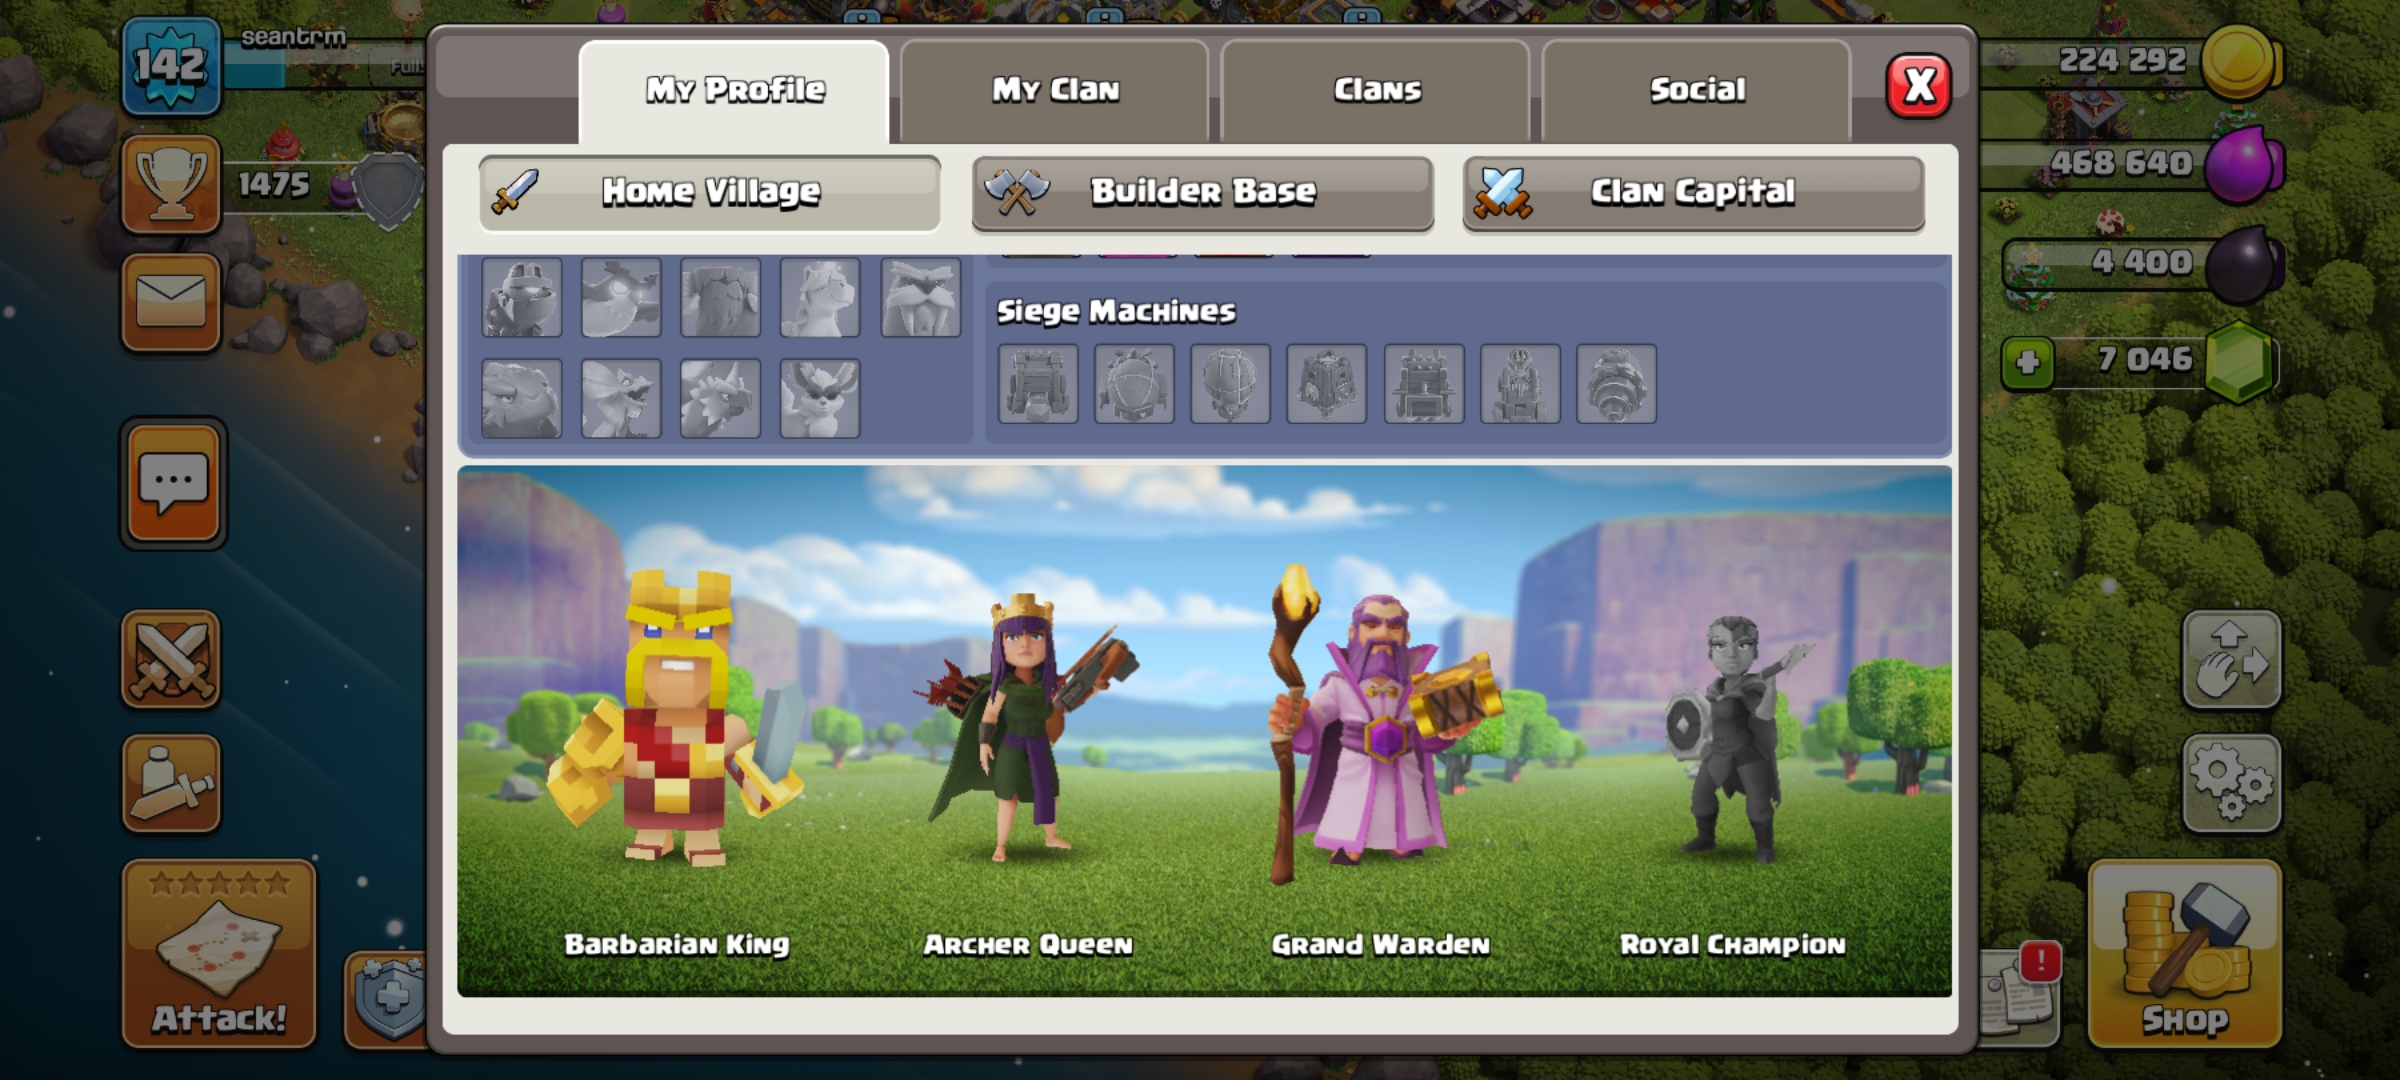 142
seantrm
Full!
1475
My Profile
My Clan
Clans
Social
X
224 292
468 640
4 400
7 046
Home Village
Builder Base
Clan Capital
Siege Machines
Barbarian King
Archer Queen
Grand Warden
Royal Champion
Attack!
!
Shop